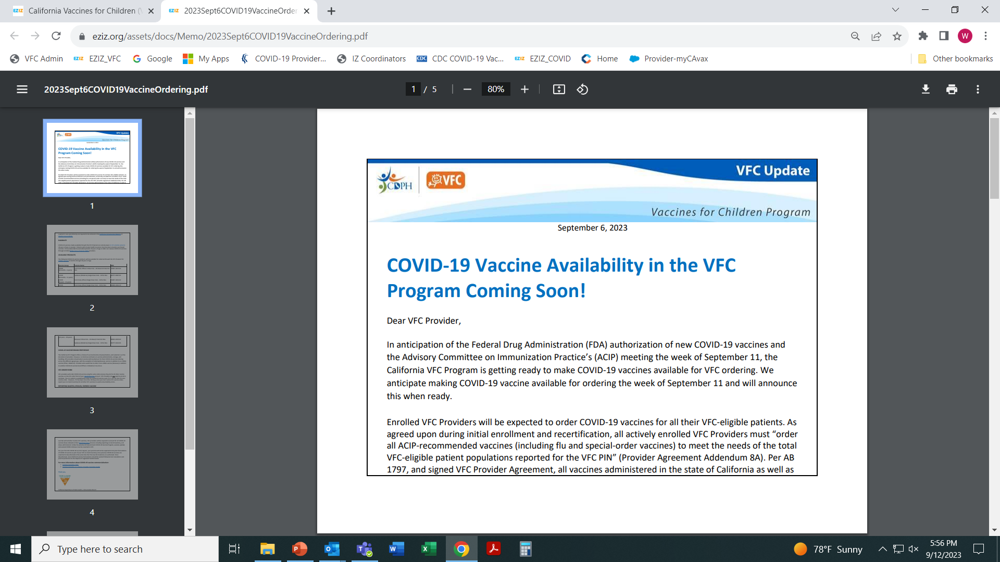 California Vaccines for Children (V
2023Sept6COVID19VaccineOrder
eziz.org/assets/docs/Memo/2023Sept6COVID19VaccineOrdering.pdf
W
VFC Admin
EZIZ EZIZ_VFC
Google
My Apps
COVID-19 Provider...
IZ Coordinators
CDC CDC COVID-19 Vac...
EZIZ EZIZ_COVID
Home
Provider-myCAvax
Other bookmarks
2023Sept6COVID19VaccineOrdering.pdf
1 / 5
80%
1
2
3
4
CDPH VFC
VFC Update
Vaccines for Children Program
September 6, 2023
COVID-19 Vaccine Availability in the VFC
Program Coming Soon!
Dear VFC Provider,
In anticipation of the Federal Drug Administration (FDA) authorization of new COVID-19 vaccines and
the Advisory Committee on Immunization Practice’s (ACIP) meeting the week of September 11, the
California VFC Program is getting ready to make COVID-19 vaccines available for VFC ordering. We
anticipate making COVID-19 vaccine available for ordering the week of September 11 and will announce
this when ready.
Enrolled VFC Providers will be expected to order COVID-19 vaccines for all their VFC-eligible patients. As
agreed upon during initial enrollment and recertification, all actively enrolled VFC Providers must “order
all ACIP-recommended vaccines (including flu and special-order vaccines) to meet the needs of the total
VFC-eligible patient populations reported for the VFC PIN” (Provider Agreement Addendum 8A). Per AB
1797, and signed VFC Provider Agreement, all vaccines administered in the state of California as well as
Type here to search
78°F Sunny
5:56 PM
9/12/2023